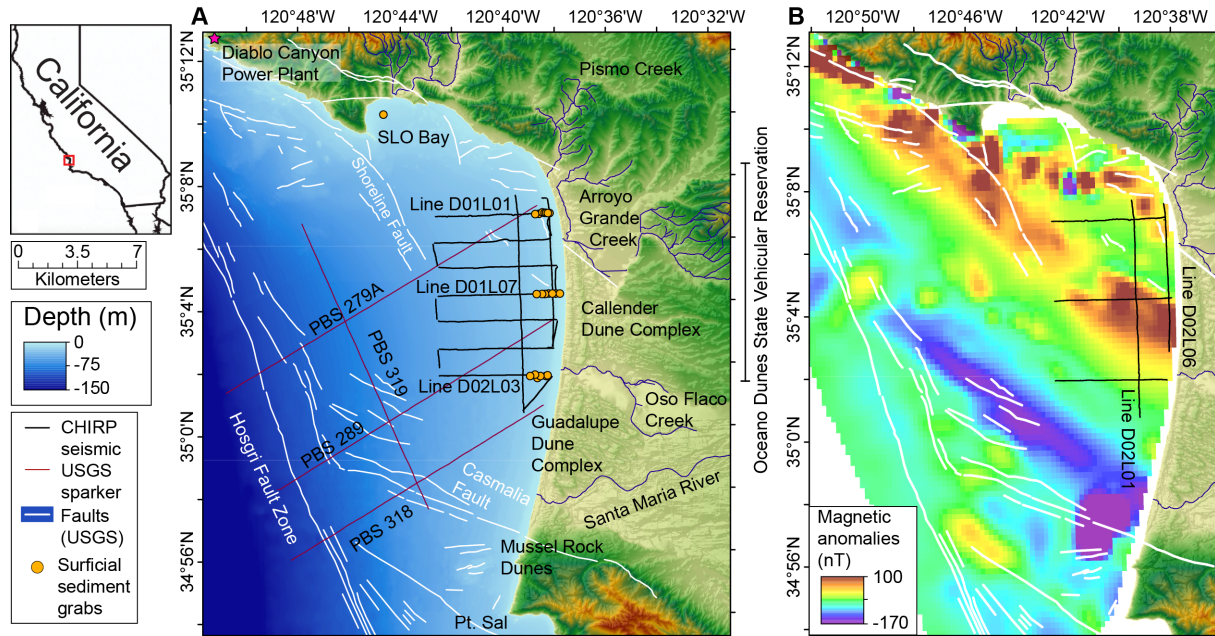 California
0 3.5 7
Kilometers
Depth (m)
0
-75
-150
CHIRP
seismic
USGS
sparker
Faults
(USGS)
Surficial
sediment
grabs
A
120°48'W 120°44'W 120°40'W 120°36'W 120°32'W
35°12'N
35°8'N
35°4'N
35°0'N
34°56'N
Diablo Canyon
Power Plant
Pismo Creek
SLO Bay
Shoreline Fault
Line D01L01
Arroyo
Grande
Creek
Line D01L07
PBS 279A
Callender
Dune Complex
PBS 319
Line D02L03
Oso Flaco
Creek
Hosgri Fault Zone
PBS 289
Guadalupe
Dune
Complex
Casmalia
Fault
Santa Maria River
PBS 318
Mussel Rock
Dunes
Pt. Sal
Oceano Dunes State Vehicular Reservation
B
120°50'W 120°46'W 120°42'W 120°38'W
35°12'N
35°8'N
35°4'N
35°0'N
34°56'N
Line D02L06
Line D02L01
Magnetic
anomalies
(nT)
100
-170